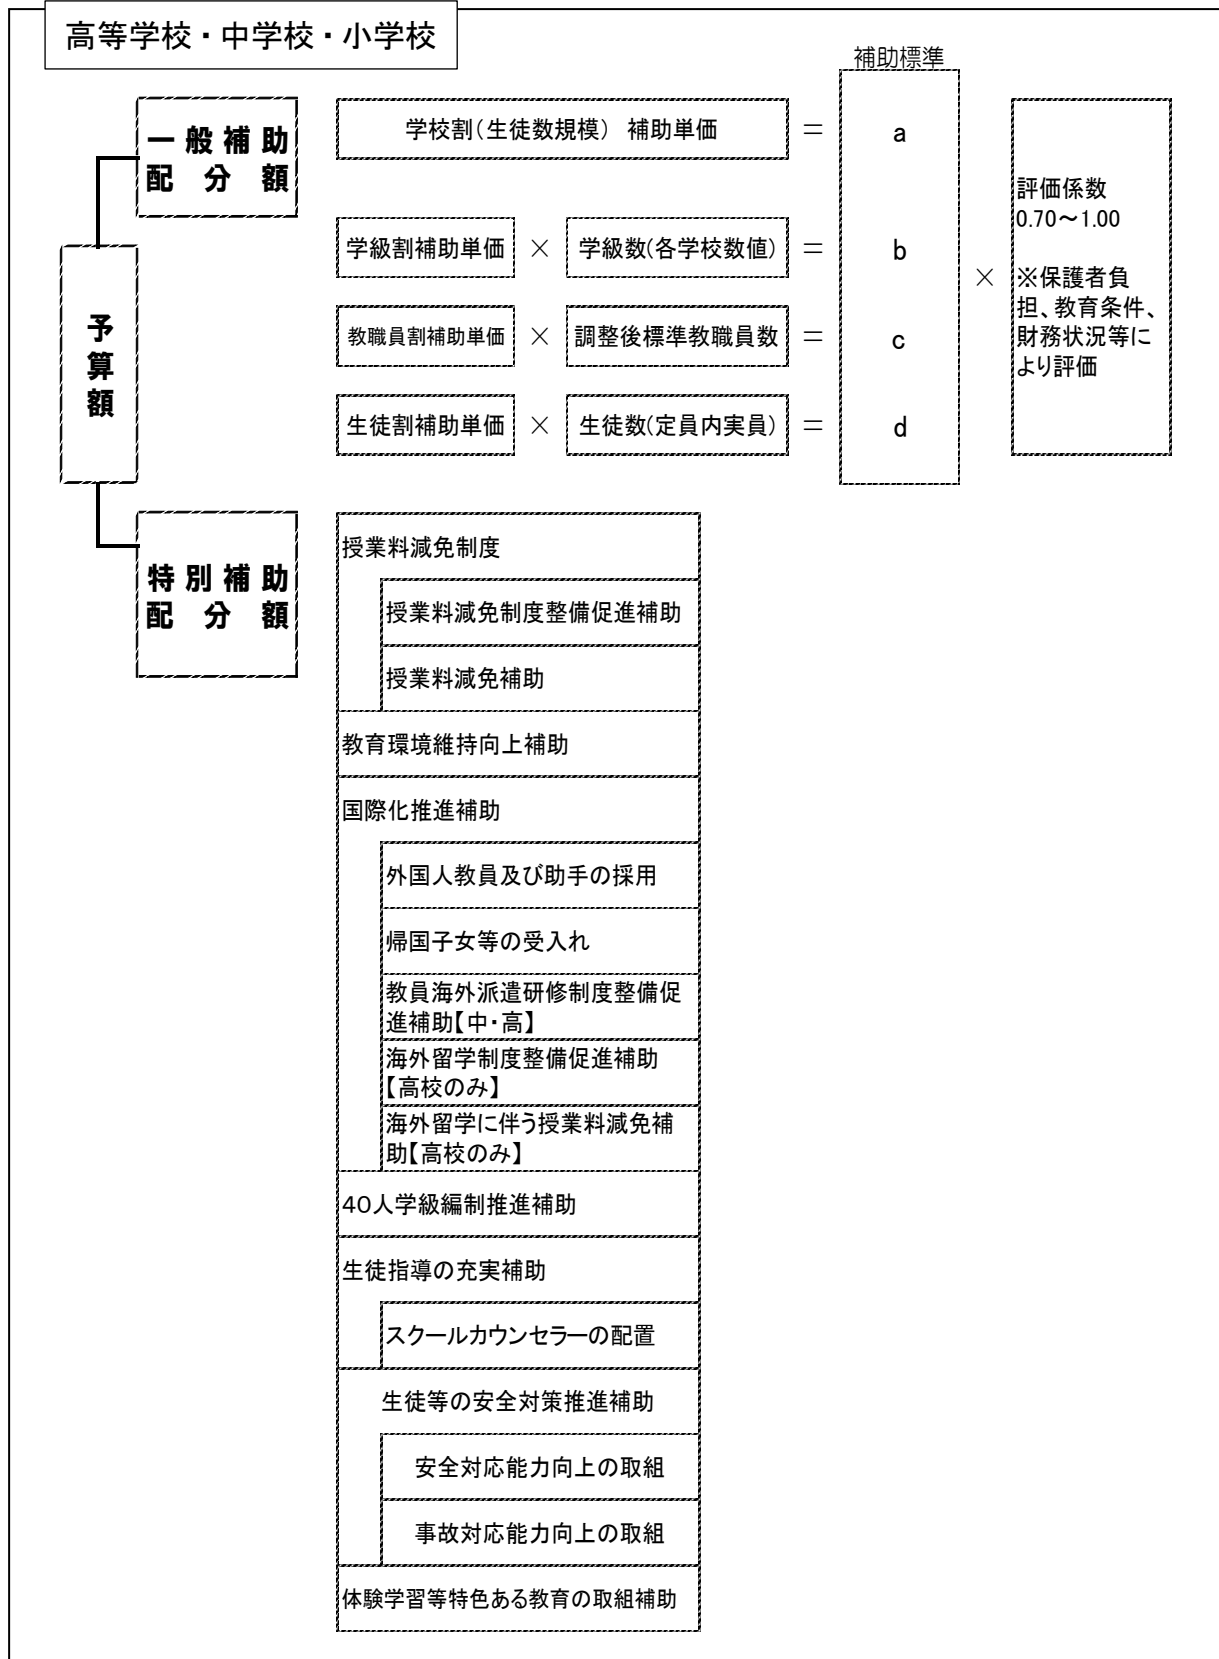 高等学校・中学校・小学校
補助標準
一般補助
配分額
学校割(生徒数規模) 補助単価 = a
評価係数
0.70～1.00
※保護者負
担、教育条件、
財務状況等に
より評価
学級割補助単価 × 学級数(各学校数値) = b
×
教職員割補助単価 × 調整後標準教職員数 = c
生徒割補助単価 × 生徒数(定員内実員) = d
予算額
特別補助
配分額
授業料減免制度
授業料減免制度整備促進補助
授業料減免補助
教育環境維持向上補助
国際化推進補助
外国人教員及び助手の採用
帰国子女等の受入れ
教員海外派遣研修制度整備促
進補助【中・高】
海外留学制度整備促進補助
【高校のみ】
海外留学に伴う授業料減免補
助【高校のみ】
40人学級編制推進補助
生徒指導の充実補助
スクールカウンセラーの配置
生徒等の安全対策推進補助
安全対応能力向上の取組
事故対応能力向上の取組
体験学習等特色ある教育の取組補助